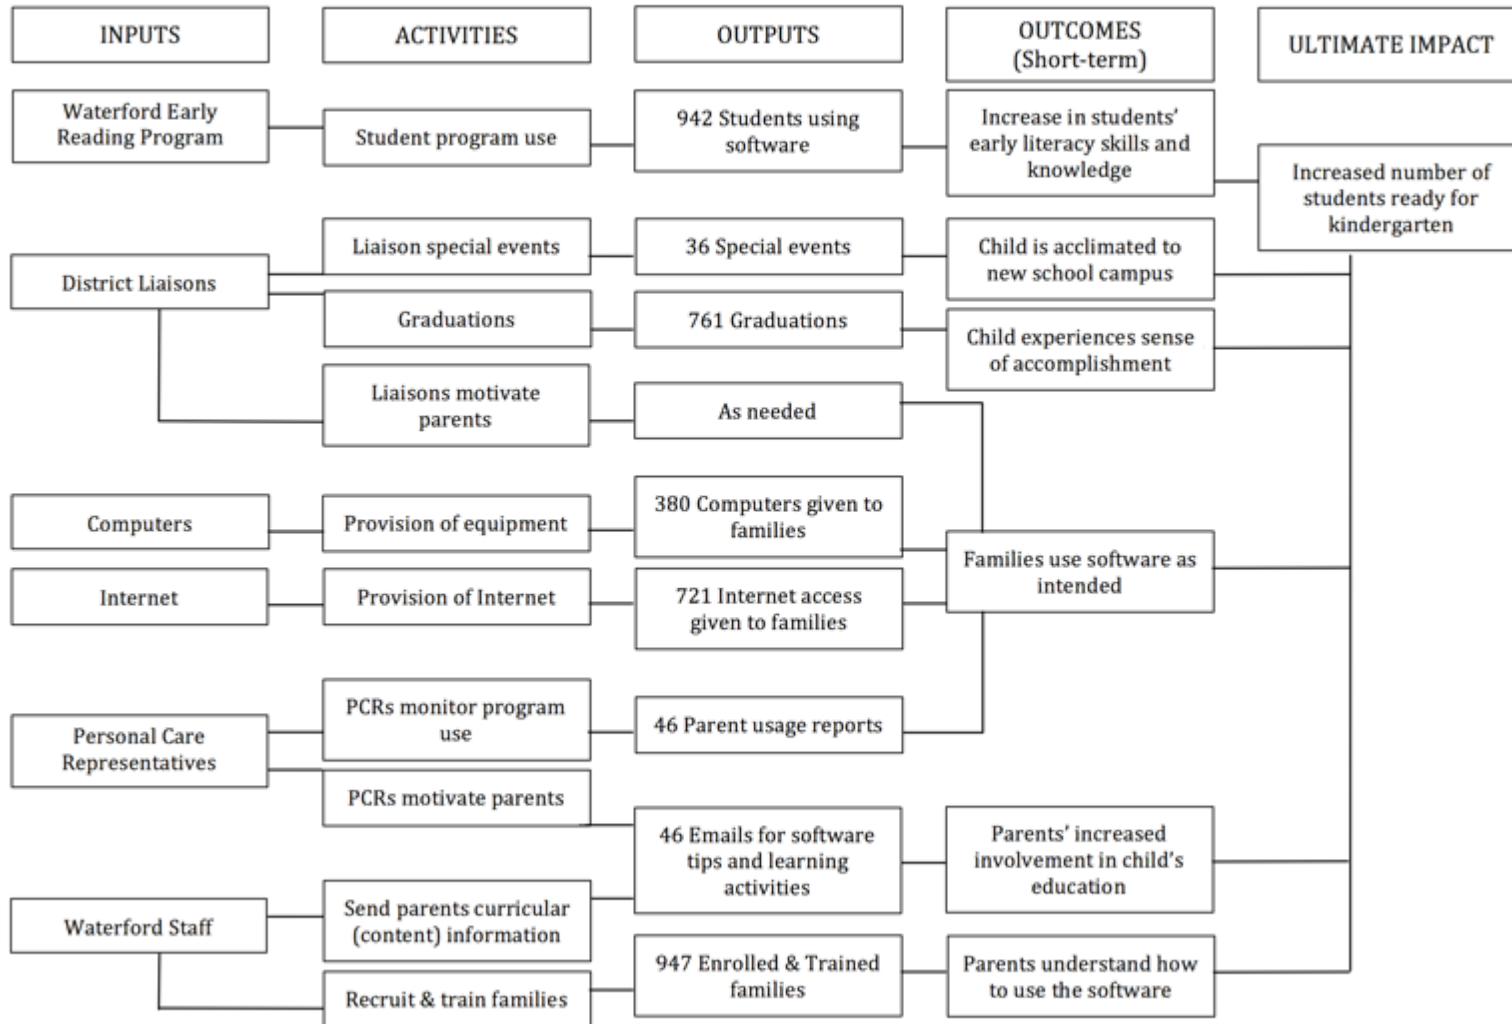 INPUTS
ACTIVITIES
OUTPUTS
OUTCOMES
(Short-term)
ULTIMATE IMPACT
Waterford Early
Reading Program
Student program use
942 Students using
software
Increase in students'
early literacy skills and
knowledge
Increased number of
students ready for
kindergarten
District Liaisons
Liaison special events
36 Special events
Child is acclimated to
new school campus
Graduations
761 Graduations
Child experiences sense
of accomplishment
Liaisons motivate
parents
As needed
Computers
Provision of equipment
380 Computers given to
families
Families use software as
intended
Internet
Provision of Internet
721 Internet access
given to families
Personal Care
Representatives
PCRs monitor program
use
46 Parent usage reports
PCRs motivate parents
46 Emails for software
tips and learning
activities
Parents' increased
involvement in child's
education
Waterford Staff
Send parents curricular
(content) information
Recruit & train families
947 Enrolled & Trained
families
Parents understand how
to use the software